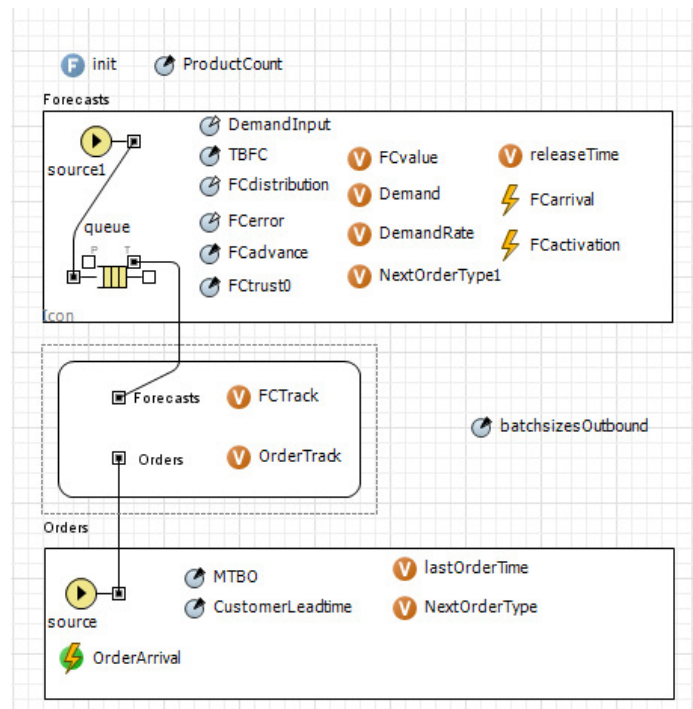 F init ProductCount
Forecasts
DemandInput
source1 TBFC V FCvalue V releaseTime
FCdistribution V Demand FCarrival
queue FCerror V DemandRate FCactivation
P T
FCadvance V NextOrderType1
FCtrust0
Icon
Forecasts V FCTrack
batchsizesOutbound
Orders V OrderTrack
Orders
MTBO V lastOrderTime
source CustomerLeadtime V NextOrderType
OrderArrival